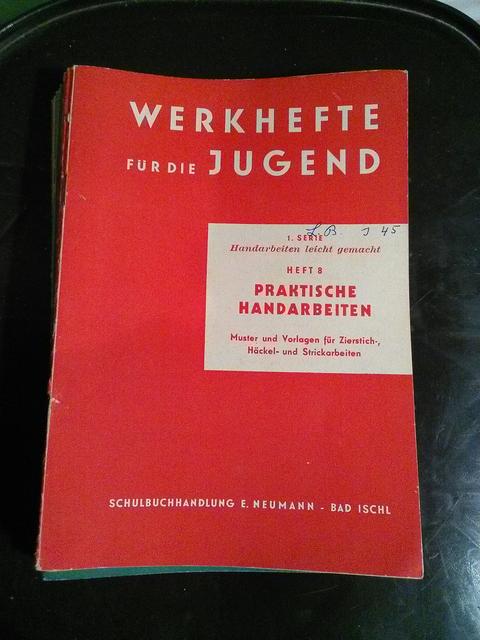 WERKHEFTE
FÜR DIE JUGEND
L. B. J 45
1. SERIE
Handarbeiten leicht gemacht
HEFT 8
PRAKTISCHE
HANDARBEITEN
Muster und Vorlagen für Zierstich-,
Häckel- und Strickarbeiten
SCHULBUCHHANDLUNG E. NEUMANN - BAD ISCHL